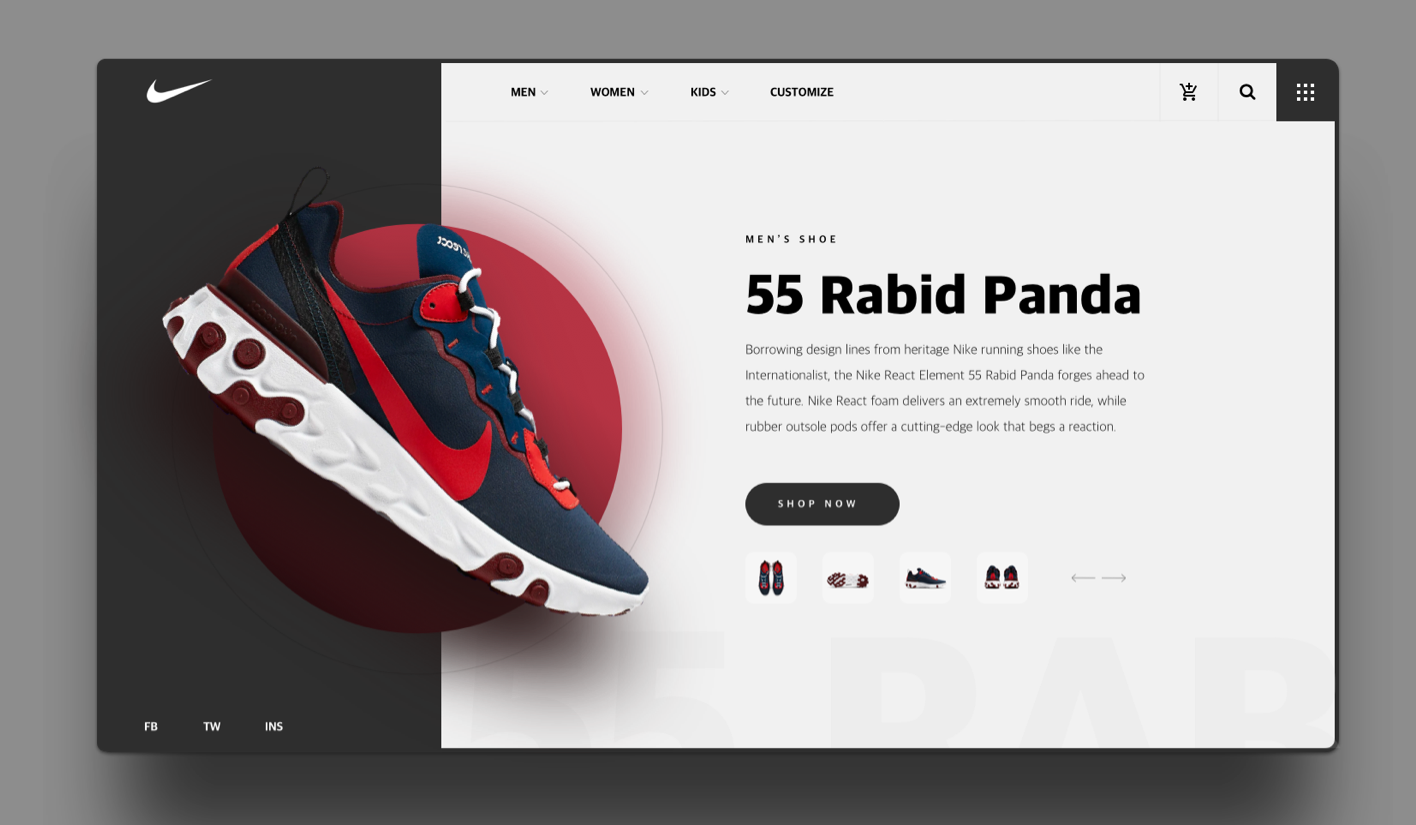 MEN WOMEN KIDS CUSTOMIZE
MEN'S SHOE
55 Rabid Panda
Borrowing design lines from heritage Nike running shoes like the
Internationalist, the Nike React Element 55 Rabid Panda forges ahead to
the future. Nike React foam delivers an extremely smooth ride, while
rubber outsole pods offer a cutting-edge look that begs a reaction.
SHOP NOW
55 RAB
FB TW INS